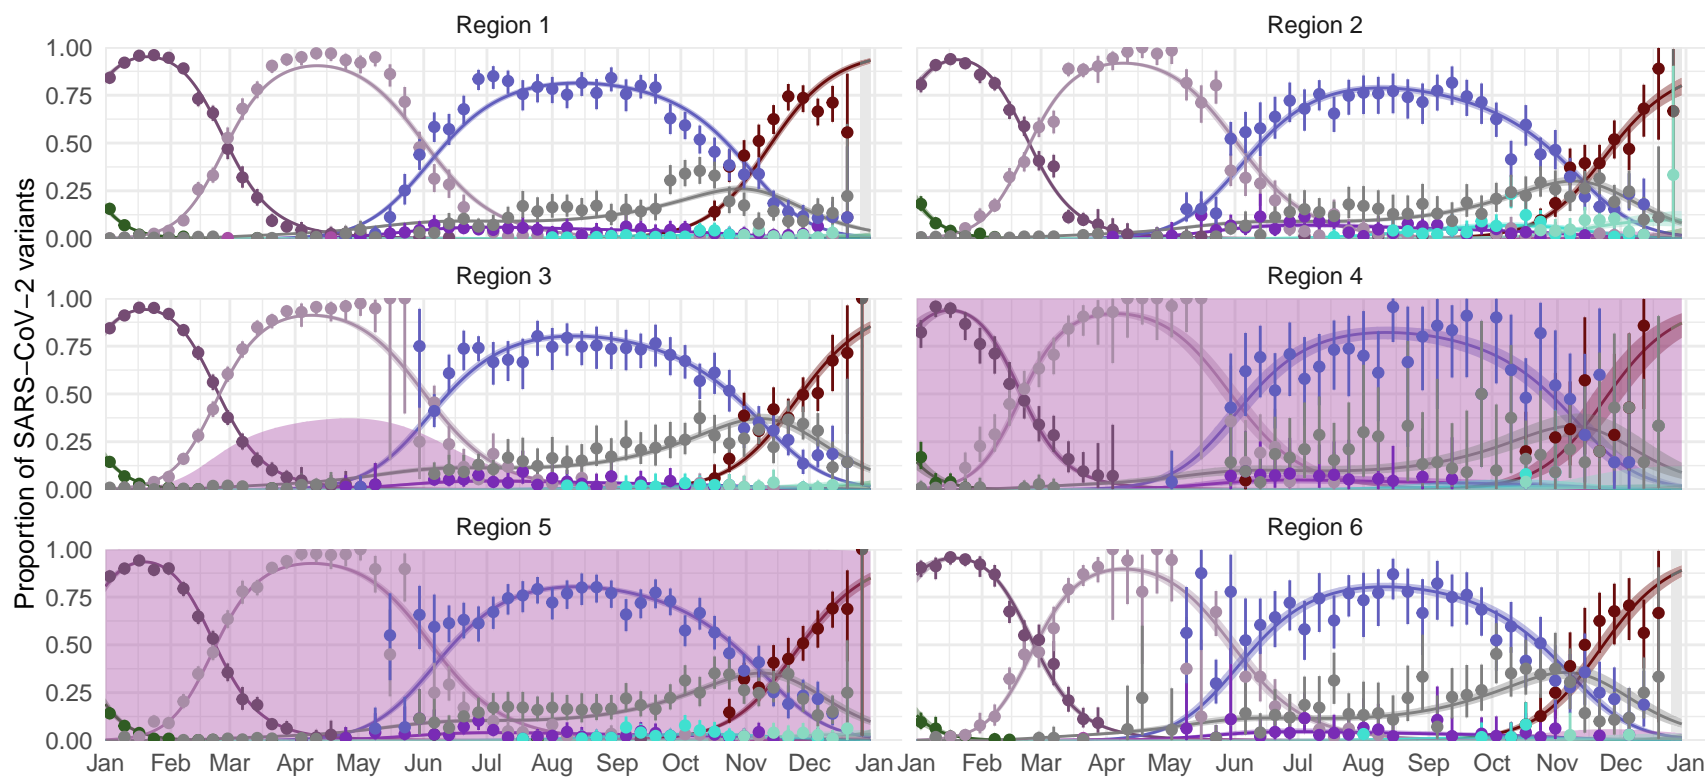 Region 1
Region 2
1.00
0.75
0.50
0.25
0.00
Region 3
Region 4
1.00
0.75
0.50
0.25
0.00
Region 5
Region 6
1.00
0.75
0.50
0.25
0.00
Jan Feb Mar Apr May Jun Jul Aug Sep Oct Nov Dec Jan
Jan Feb Mar Apr May Jun Jul Aug Sep Oct Nov Dec Jan
Proportion of SARS−CoV−2 variants